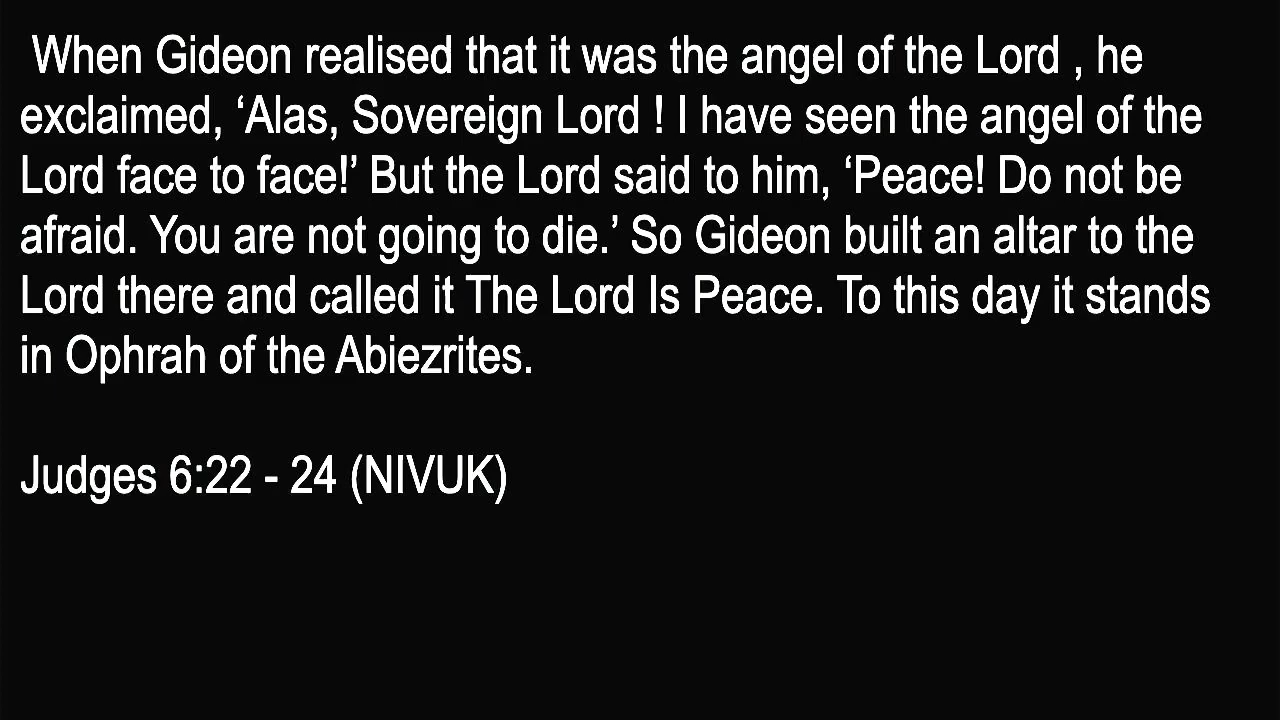 When Gideon realised that it was the angel of the Lord , he
exclaimed, ‘Alas, Sovereign Lord ! I have seen the angel of the
Lord face to face!’ But the Lord said to him, ‘Peace! Do not be
afraid. You are not going to die.’ So Gideon built an altar to the
Lord there and called it The Lord Is Peace. To this day it stands
in Ophrah of the Abiezrites.
Judges 6:22 - 24 (NIVUK)